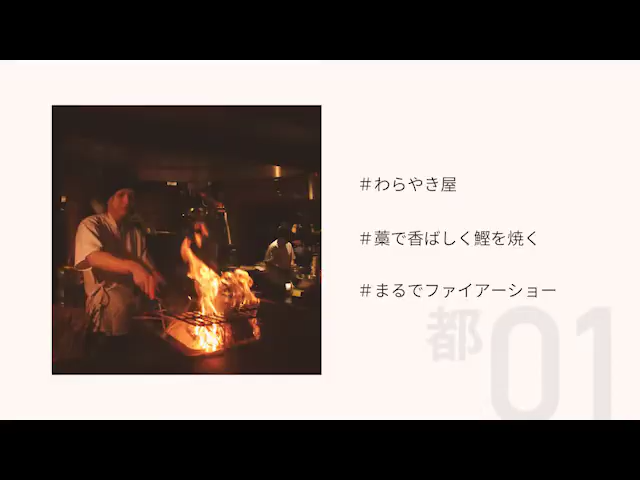 ＃わらやき屋
＃藁で香ばしく鰹を焼く
＃まるでファイアーショー
都01